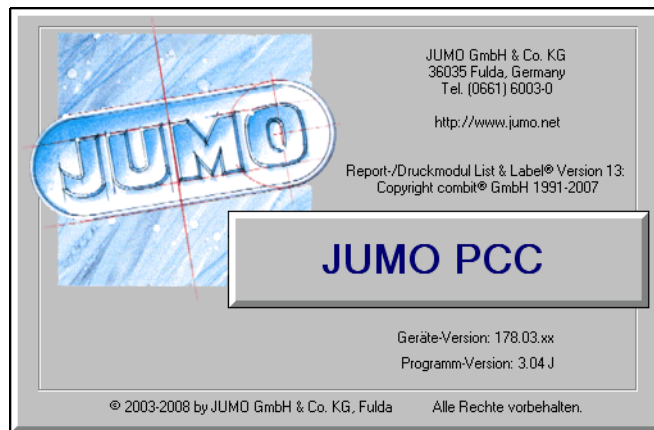 JUMO GmbH & Co. KG
36035 Fulda, Germany
Tel. (0661) 6003-0
http://www.jumo.net
JUMO
Report-/Druckmodul List & Label® Version 13:
Copyright combit® GmbH 1991-2007
JUMO PCC
Geräte-Version: 178.03.xx
Programm-Version: 3.04 J
© 2003-2008 by JUMO GmbH & Co. KG, Fulda Alle Rechte vorbehalten.